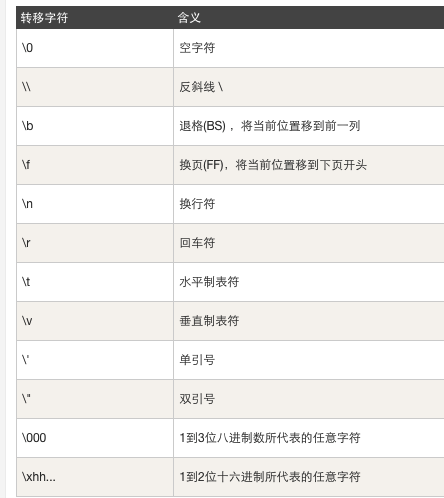 转移字符 含义
\0 空字符
\\ 反斜线 \
\b 退格(BS) ，将当前位置移到前一列
\f 换页(FF)，将当前位置移到下页开头
\n 换行符
\r 回车符
\t 水平制表符
\v 垂直制表符
\' 单引号
\" 双引号
\000 1到3位八进制数所代表的任意字符
\xhh... 1到2位十六进制所代表的任意字符